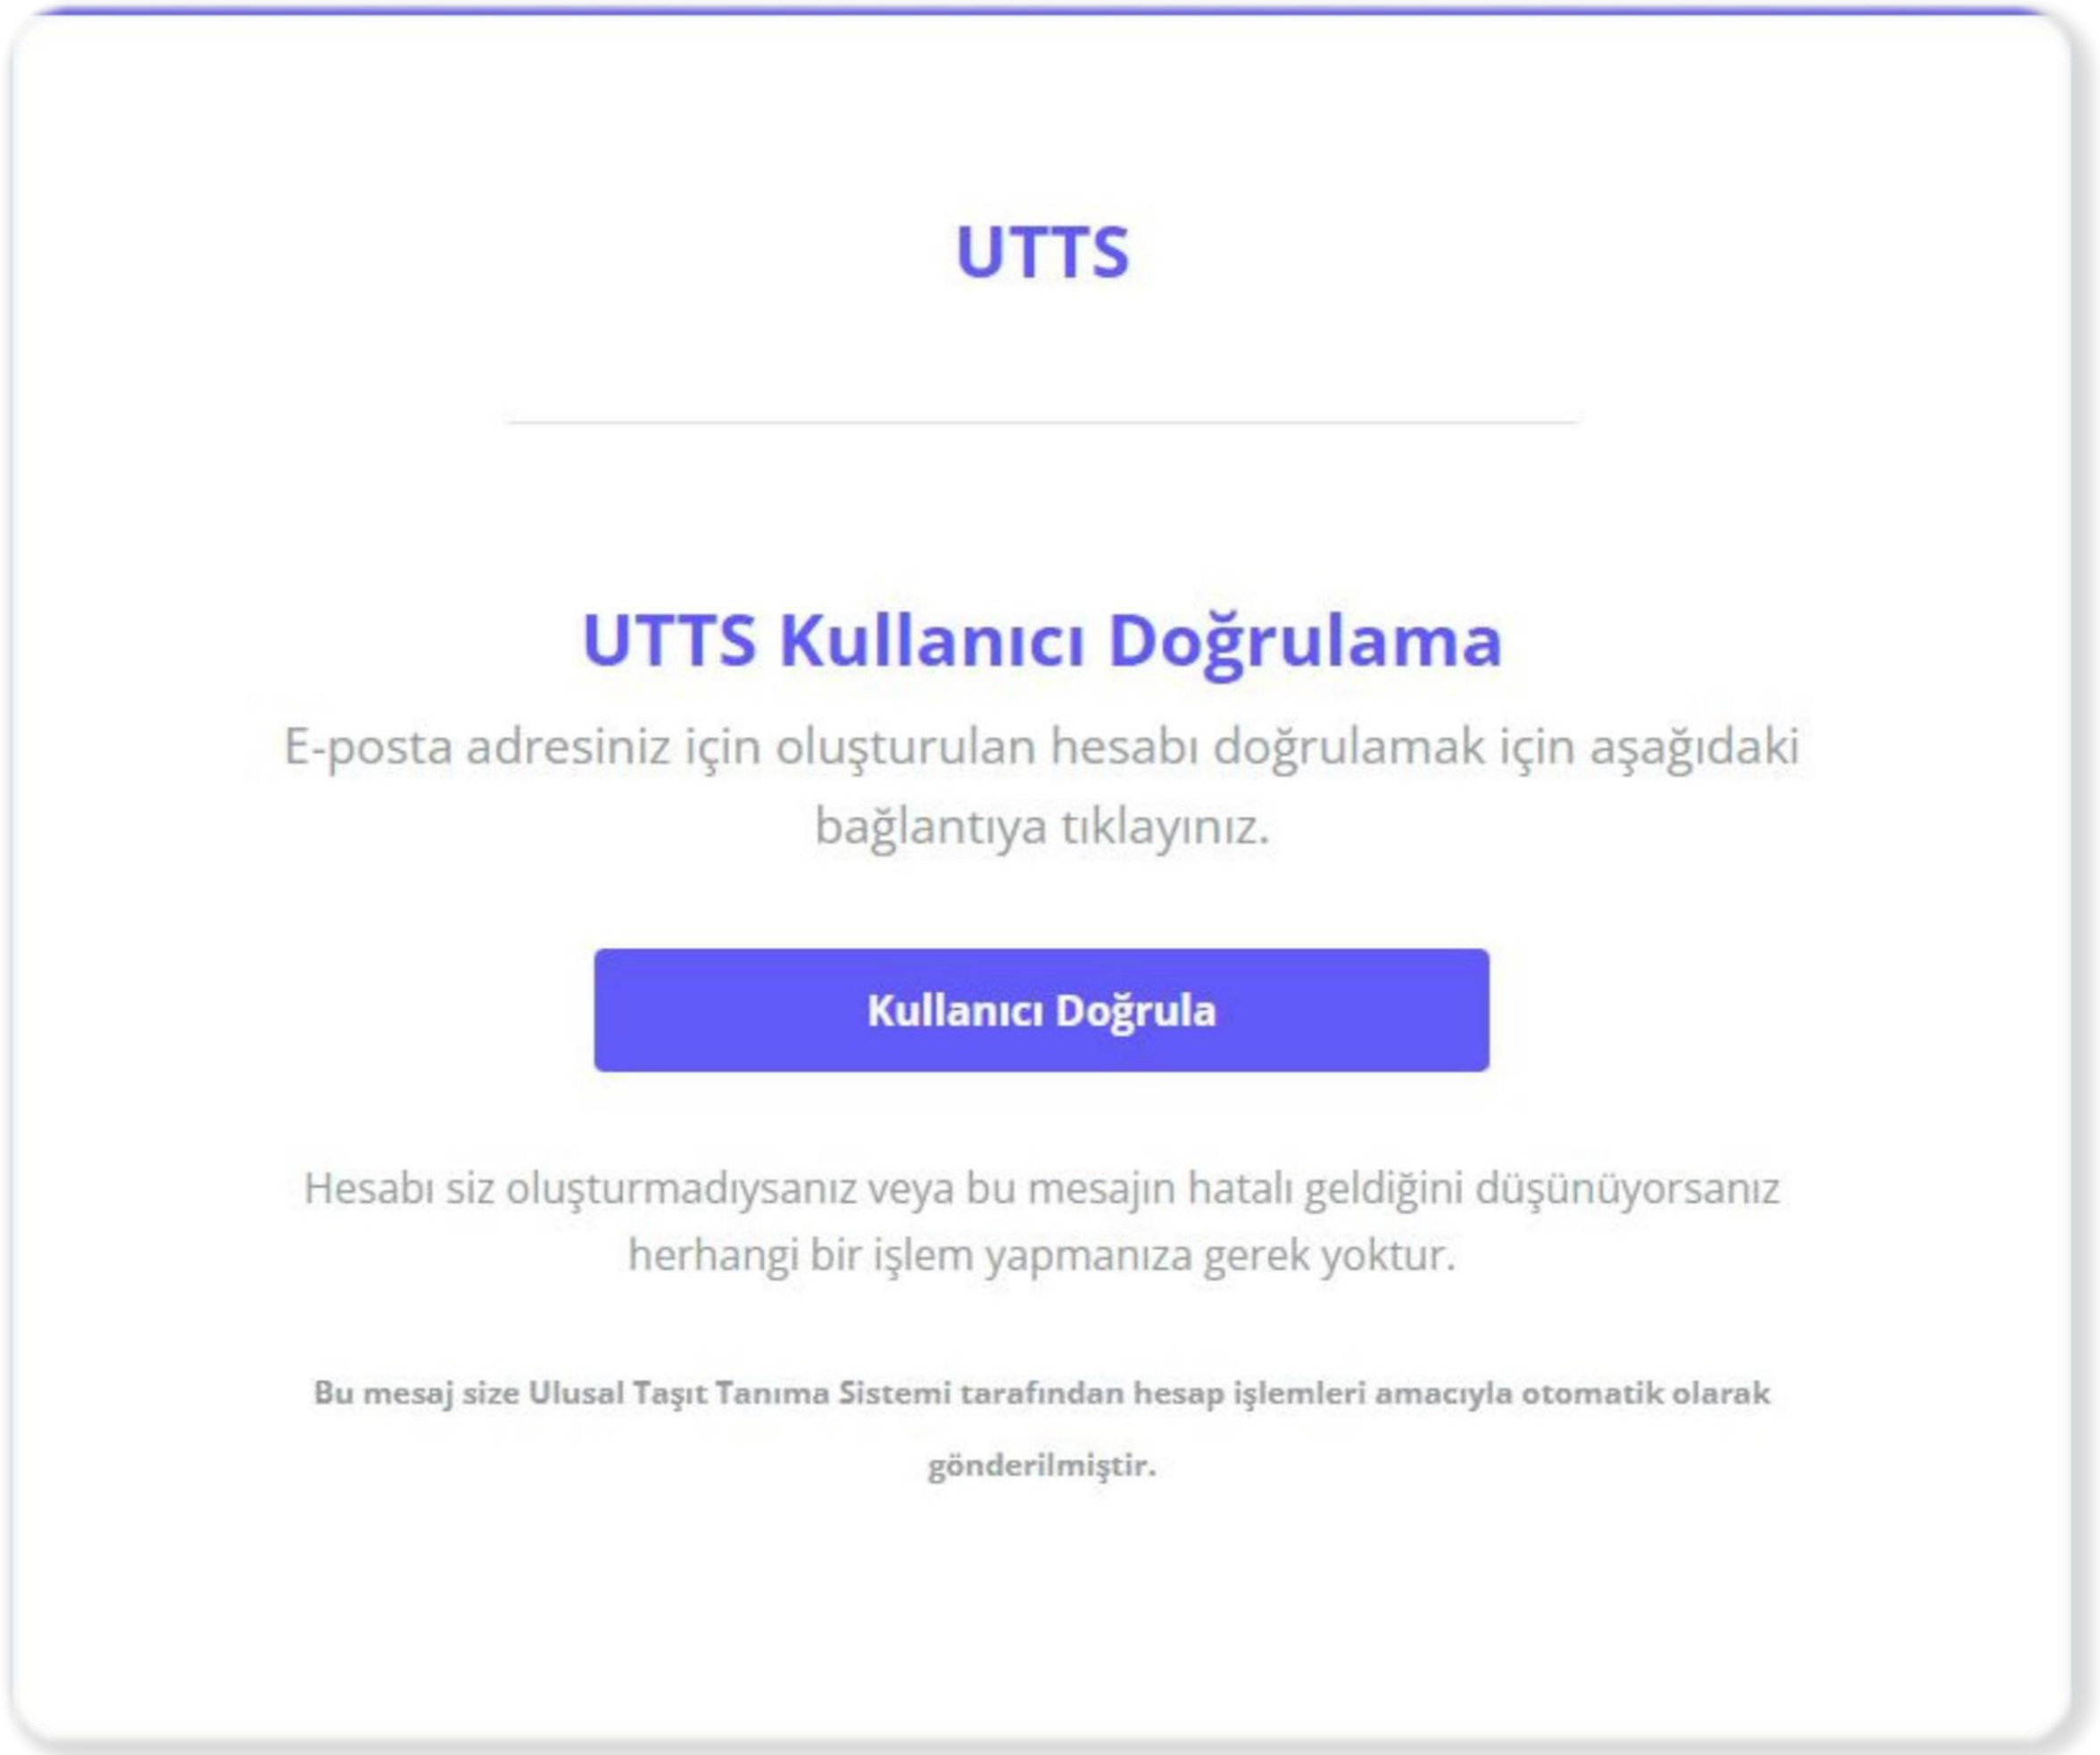 UTTS
UTTS Kullanıcı Doğrulama
E-posta adresiniz için oluşturulan hesabı doğrulamak için aşağıdaki
bağlantıya tıklayınız.
Kullanıcı Doğrula
Hesabı siz oluşturmadıysanız veya bu mesajın hatalı geldiğini düşünüyorsanız
herhangi bir işlem yapmanıza gerek yoktur.
Bu mesaj size Ulusal Taşıt Tanıma Sistemi tarafından hesap işlemleri amacıyla otomatik olarak
gönderilmiştir.